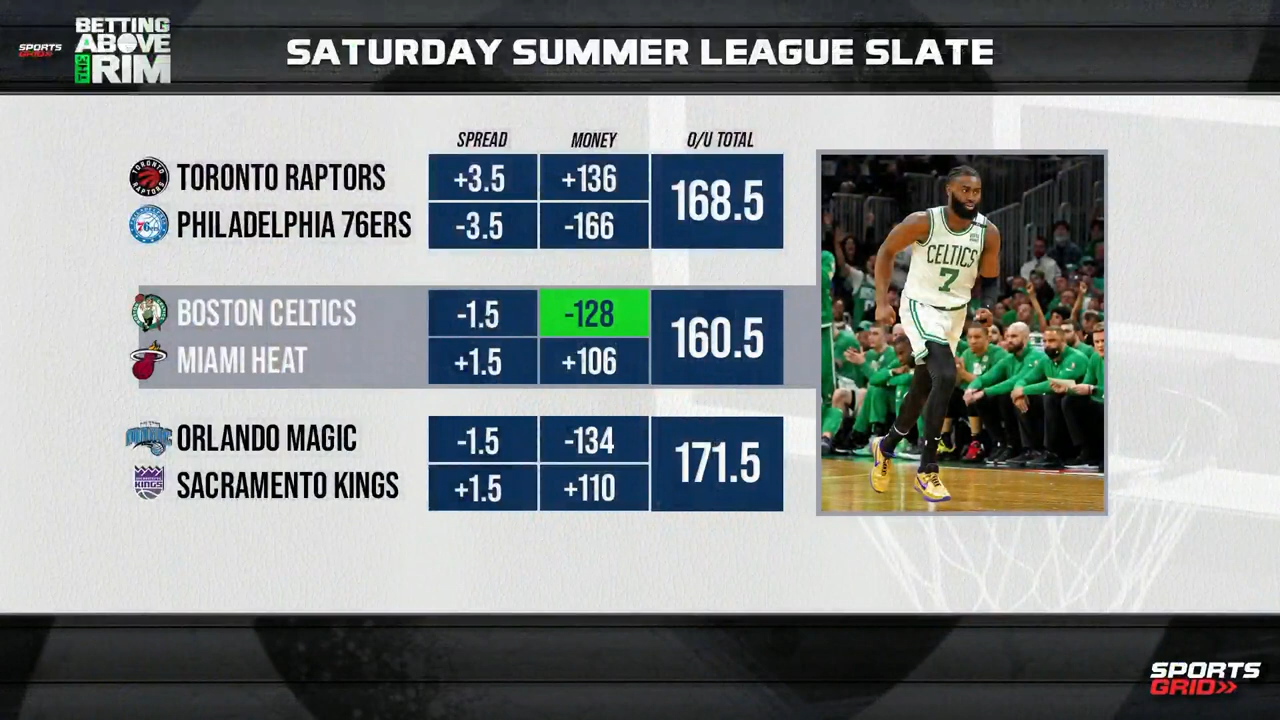 SPORTS
GRID»
BETTING
ABOVE
THE RIM
SATURDAY SUMMER LEAGUE SLATE
SPREAD MONEY O/U TOTAL
TORONTO RAPTORS +3.5 +136 168.5
PHILADELPHIA 76ERS -3.5 -166
BOSTON CELTICS -1.5 -128 160.5
MIAMI HEAT +1.5 +106
ORLANDO MAGIC -1.5 -134 171.5
SACRAMENTO KINGS +1.5 +110
CELTICS
7
SPORTS
GRID»